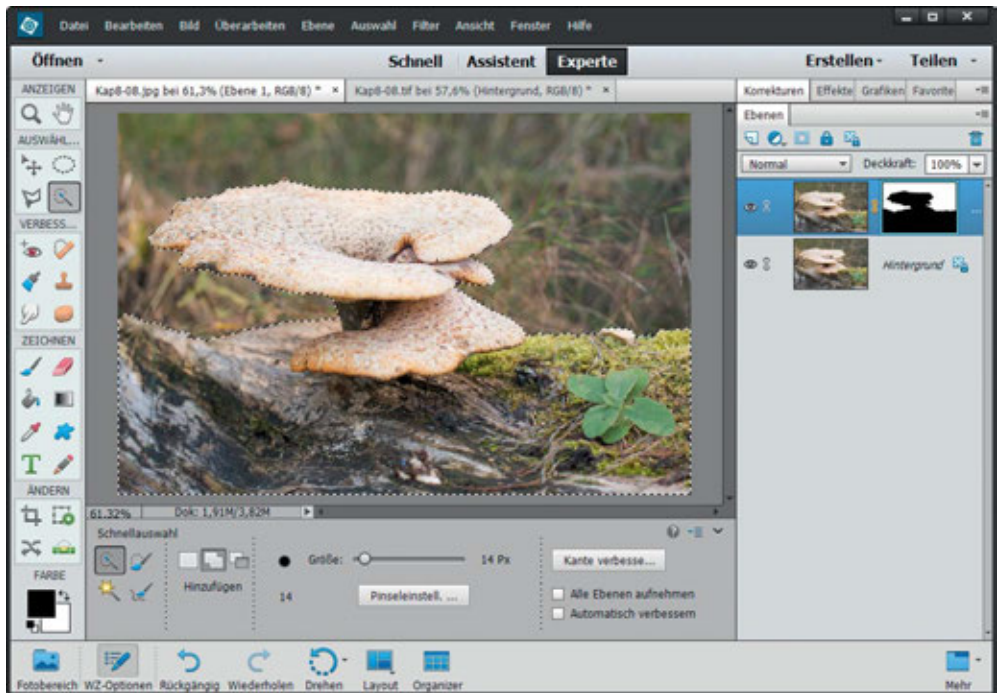 Datei Bearbeiten Bild Überarbeiten Ebene Auswahl Filter Ansicht Fenster Hilfe
Öffnen Schnell Assistent Experte Erstellen Teilen
ANZEIGEN
Kap8-08.jpg bei 61,3% (Ebene 1, RGB/8) * × Kap8-08.tif bei 57,6% (Hintergrund, RGB/8) * ×
Korrekturen Effekte Grafiken Favorite
Ebenen
AUSWÄHL...
Normal Deckkraft: 100%
VERBESS...
...
Hintergrund
ZEICHNEN
T
ÄNDERN
61.32% Dok: 1,91M/3,82M
Schnellauswahl
Größe: 14 Px
Kante verbesse...
Hinzufügen
14
Pinseleinstell. ...
Alle Ebenen aufnehmen
Automatisch verbessern
FARBE
Fotobereich WZ-Optionen Rückgängig Wiederholen Drehen Layout Organizer Mehr